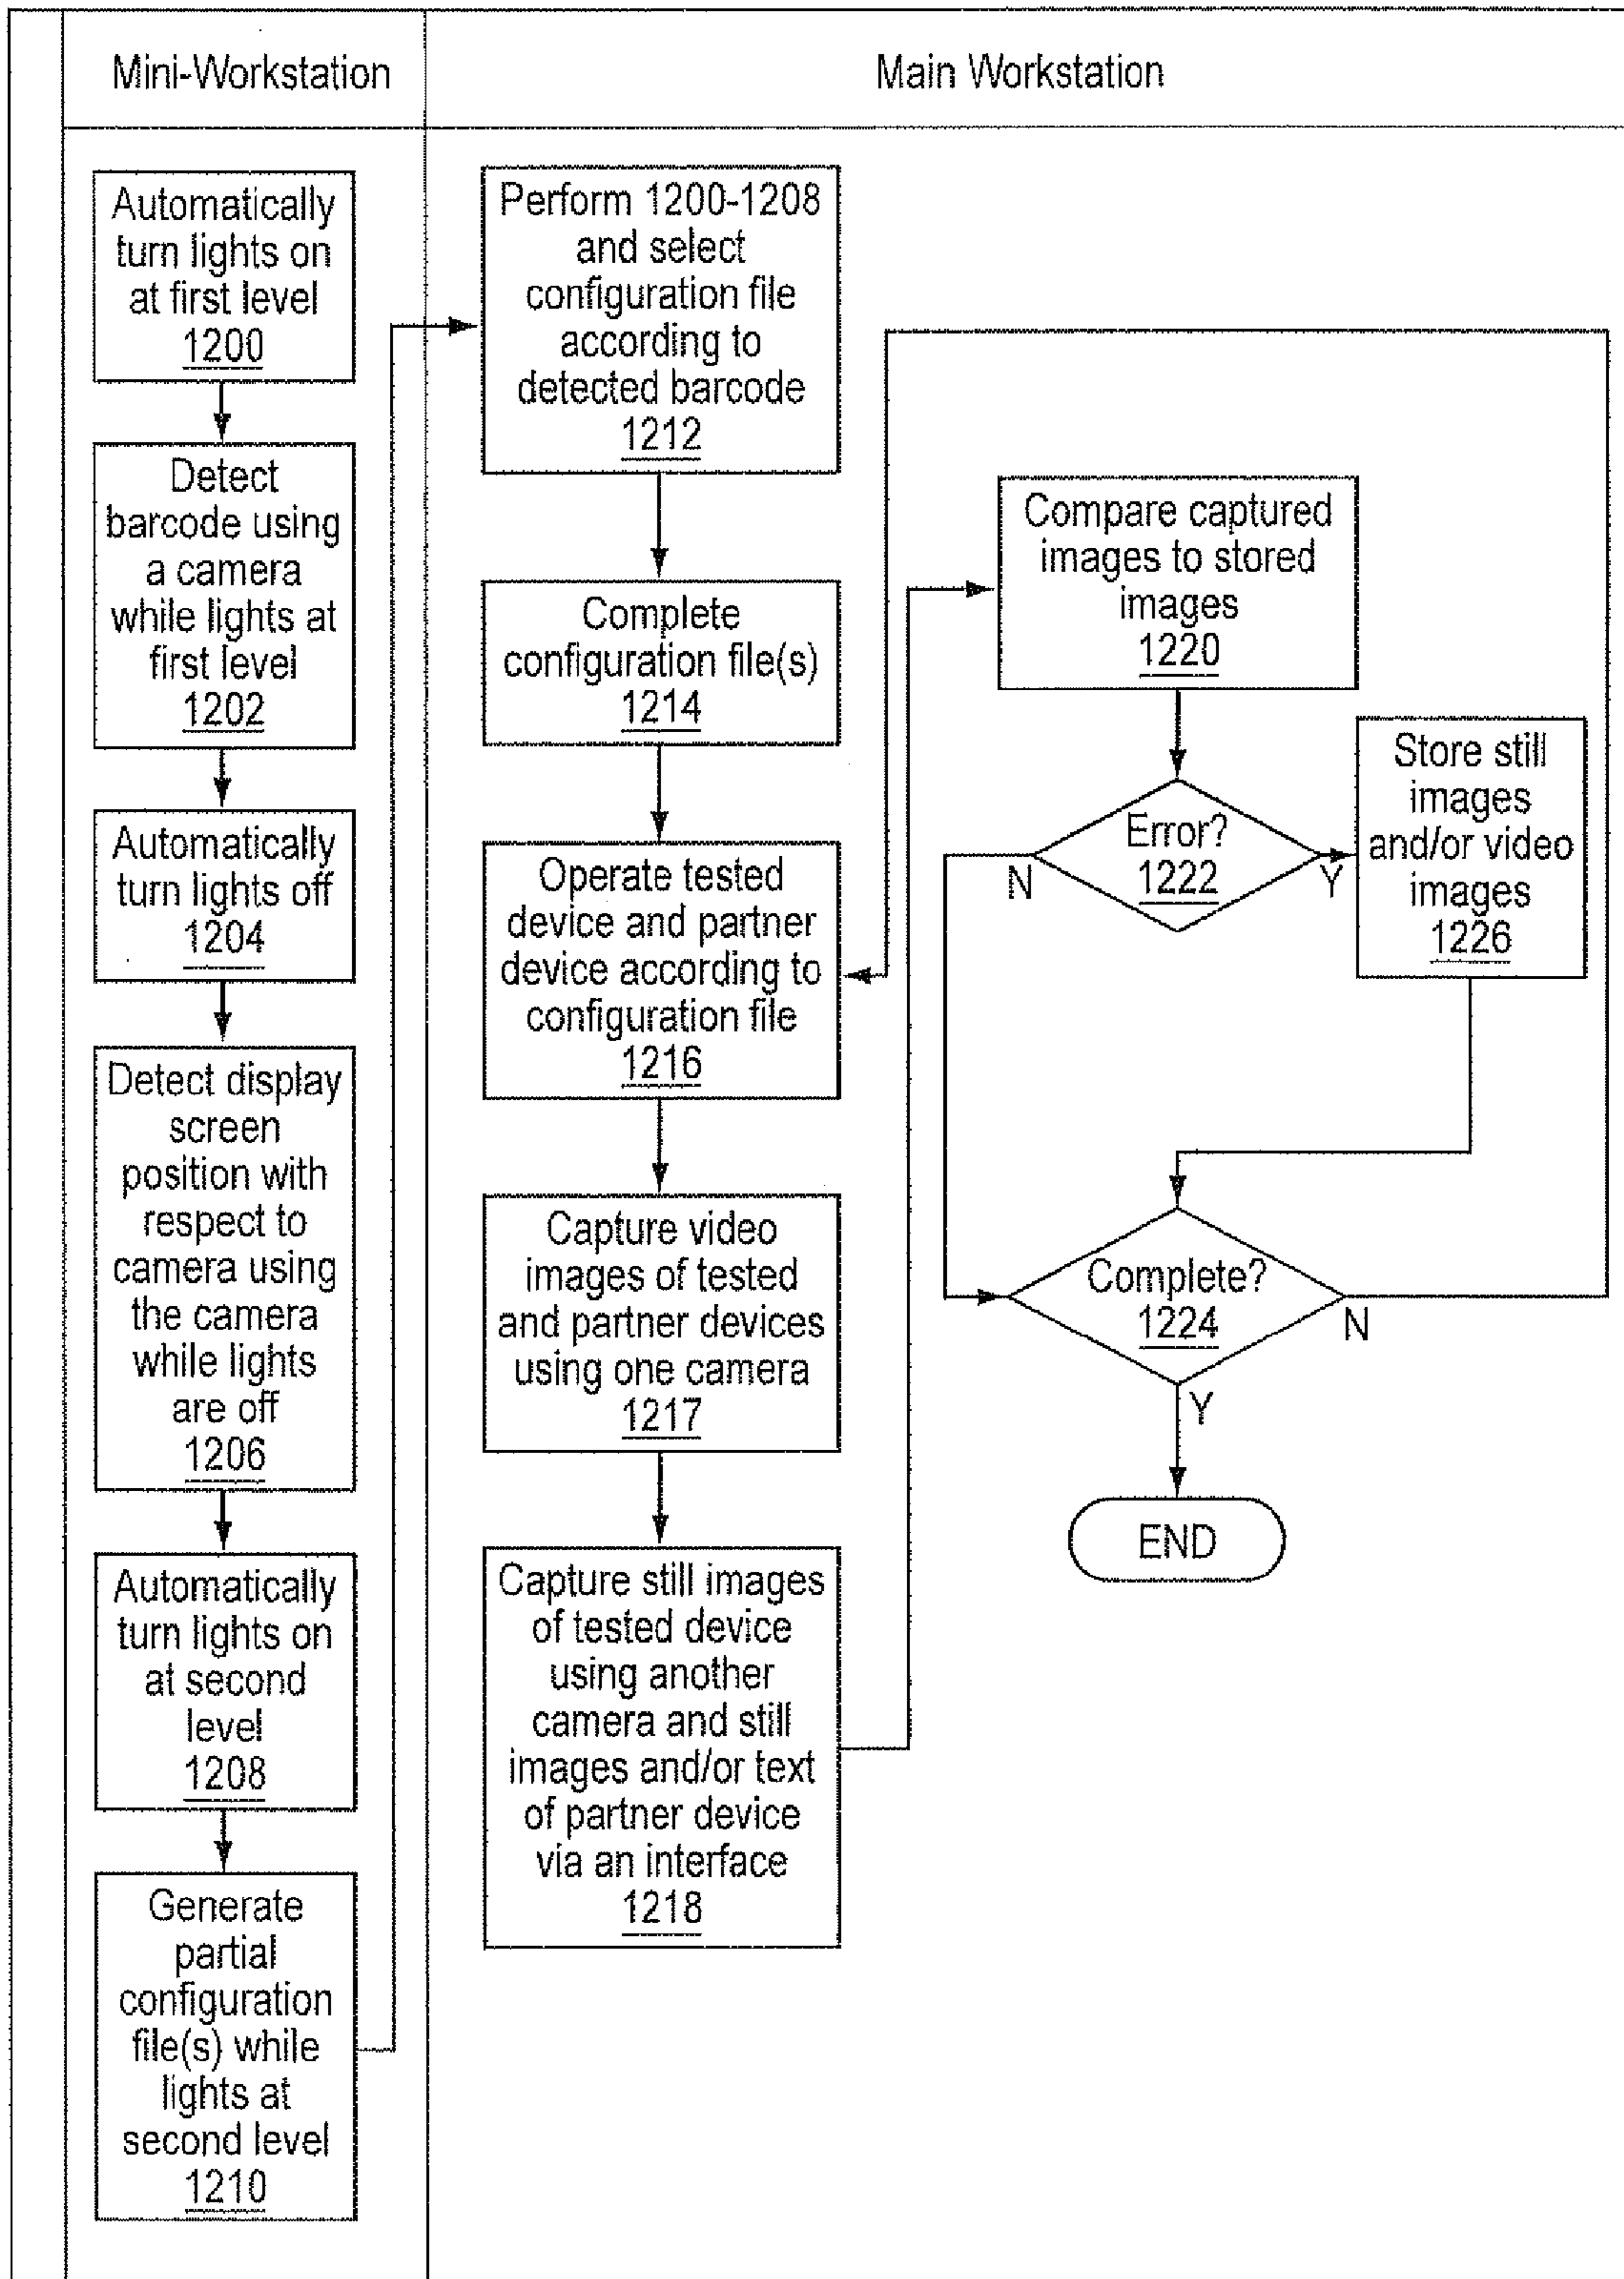 Mini-Workstation
Main Workstation
Automatically
turn lights on
at first level
1200
Detect
barcode using
a camera
while lights at
first level
1202
Automatically
turn lights off
1204
Detect display
screen
position with
respect to
camera using
the camera
while lights
are off
1206
Automatically
turn lights on
at second
level
1208
Generate
partial
configuration
file(s) while
lights at
second level
1210
Perform 1200-1208
and select
configuration file
according to
detected barcode
1212
Complete
configuration file(s)
1214
Operate tested
device and partner
device according to
configuration file
1216
Capture video
images of tested
and partner devices
using one camera
1217
Capture still images
of tested device
using another
camera and still
images and/or text
of partner device
via an interface
1218
Compare captured
images to stored
images
1220
Error?
1222
N
Y
Store still
images
and/or video
images
1226
Complete?
1224
N
Y
END